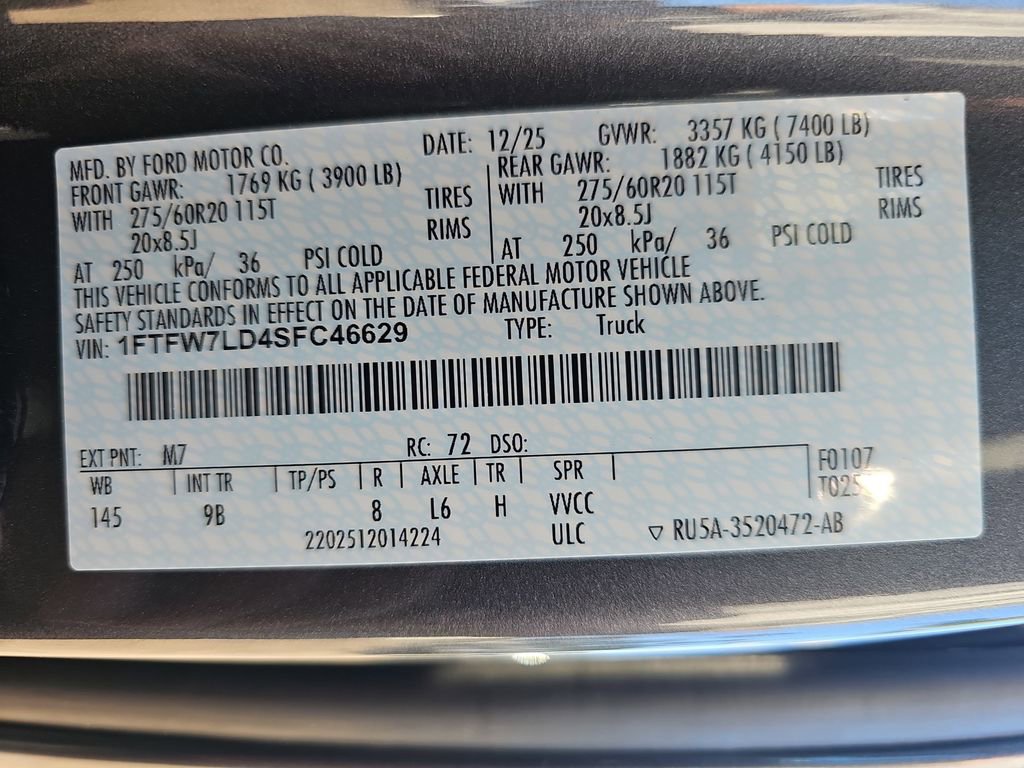 MFD. BY FORD MOTOR CO. DATE: 12/25 GVWR: 3357 KG ( 7400 LB)
FRONT GAWR: 1769 KG ( 3900 LB) REAR GAWR: 1882 KG ( 4150 LB)
WITH 275/60R20 115T TIRES WITH 275/60R20 115T TIRES
20x8.5J RIMS 20x8.5J RIMS
AT 250 kPa/ 36 PSI COLD AT 250 kPa/ 36 PSI COLD
THIS VEHICLE CONFORMS TO ALL APPLICABLE FEDERAL MOTOR VEHICLE
SAFETY STANDARDS IN EFFECT ON THE DATE OF MANUFACTURE SHOWN ABOVE.
VIN: 1FTFW7LD4SFC46629 TYPE: Truck
EXT PNT: M7 RC: 72 DSO:
WB INT TR TP/PS R AXLE TR SPR F0107
145 9B 8 L6 H VVCC
2202512014224 ULC ▽ RU5A-3520472-AB